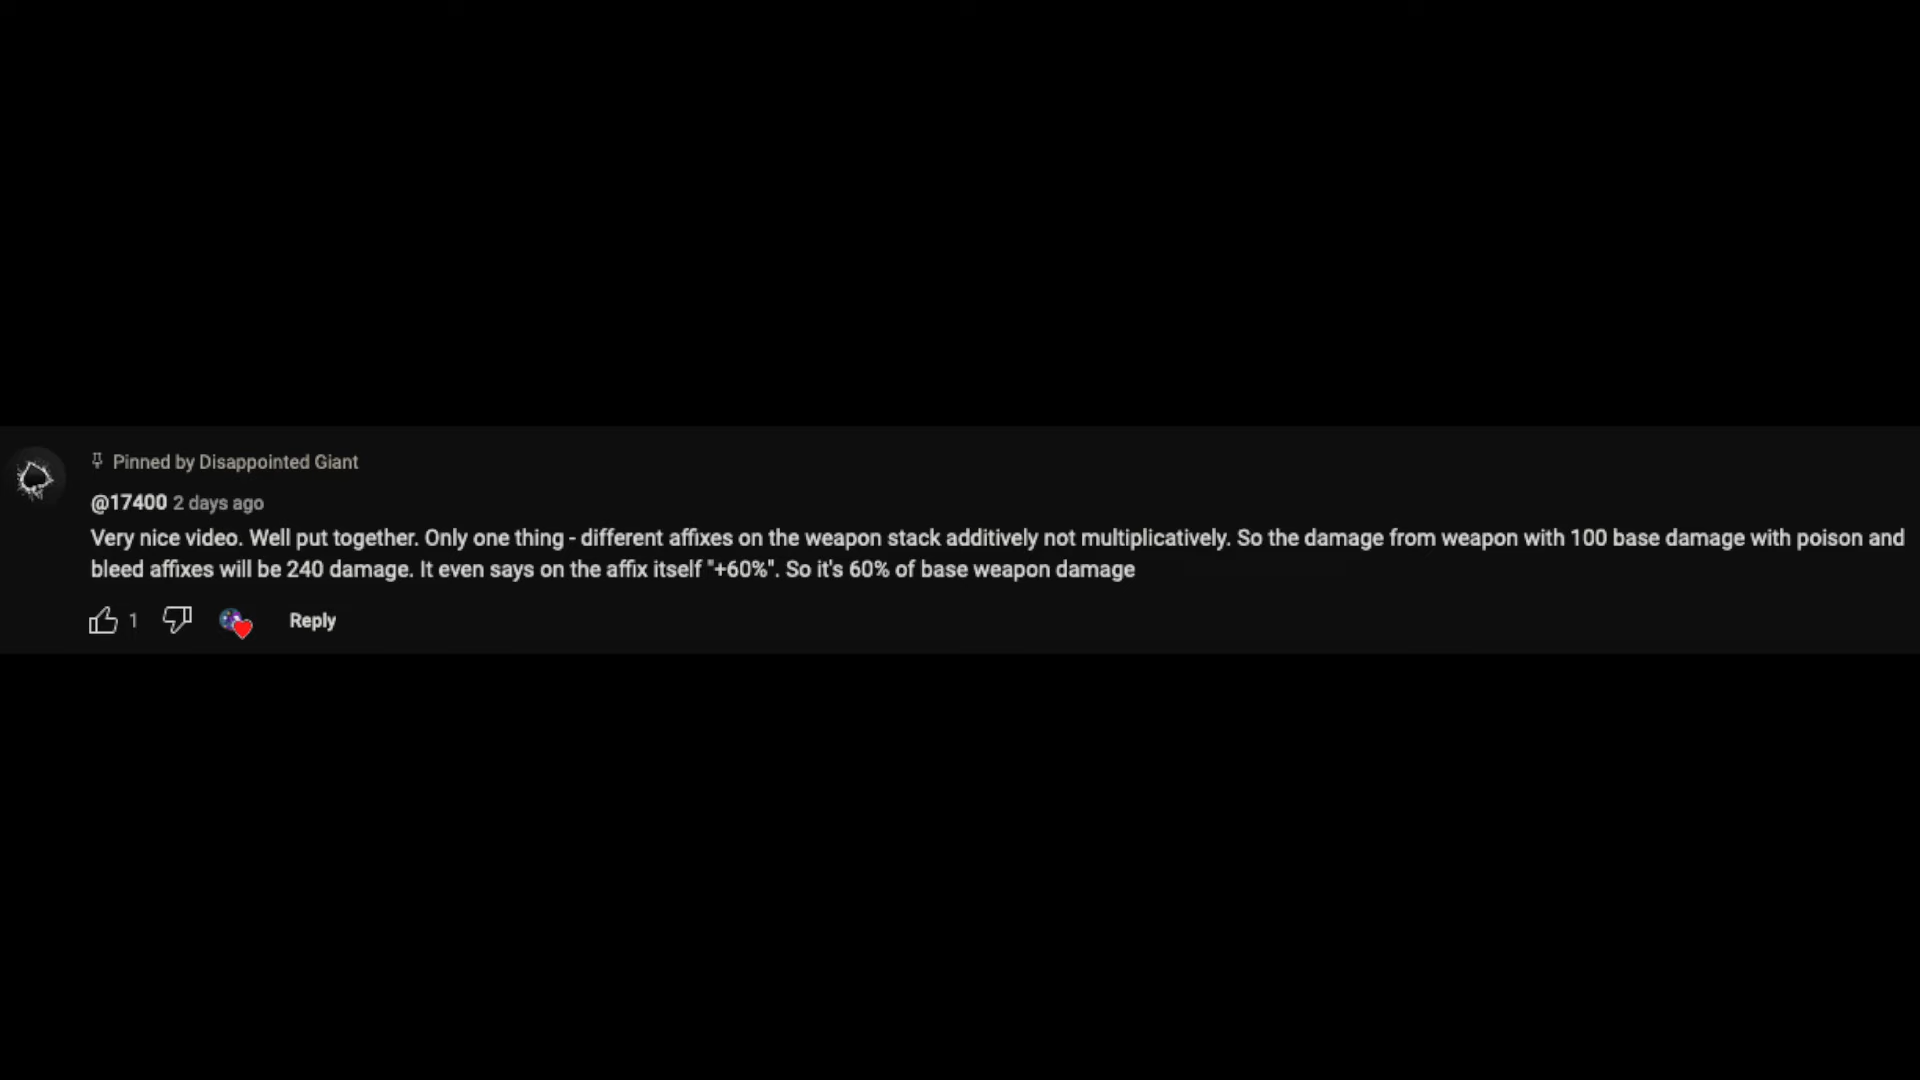 Pinned by Disappointed Giant
@17400 2 days ago
Very nice video. Well put together. Only one thing - different affixes on the weapon stack additively not multiplicatively. So the damage from weapon with 100 base damage with poison and
bleed affixes will be 240 damage. It even says on the affix itself "+60%". So it's 60% of base weapon damage
1 Reply